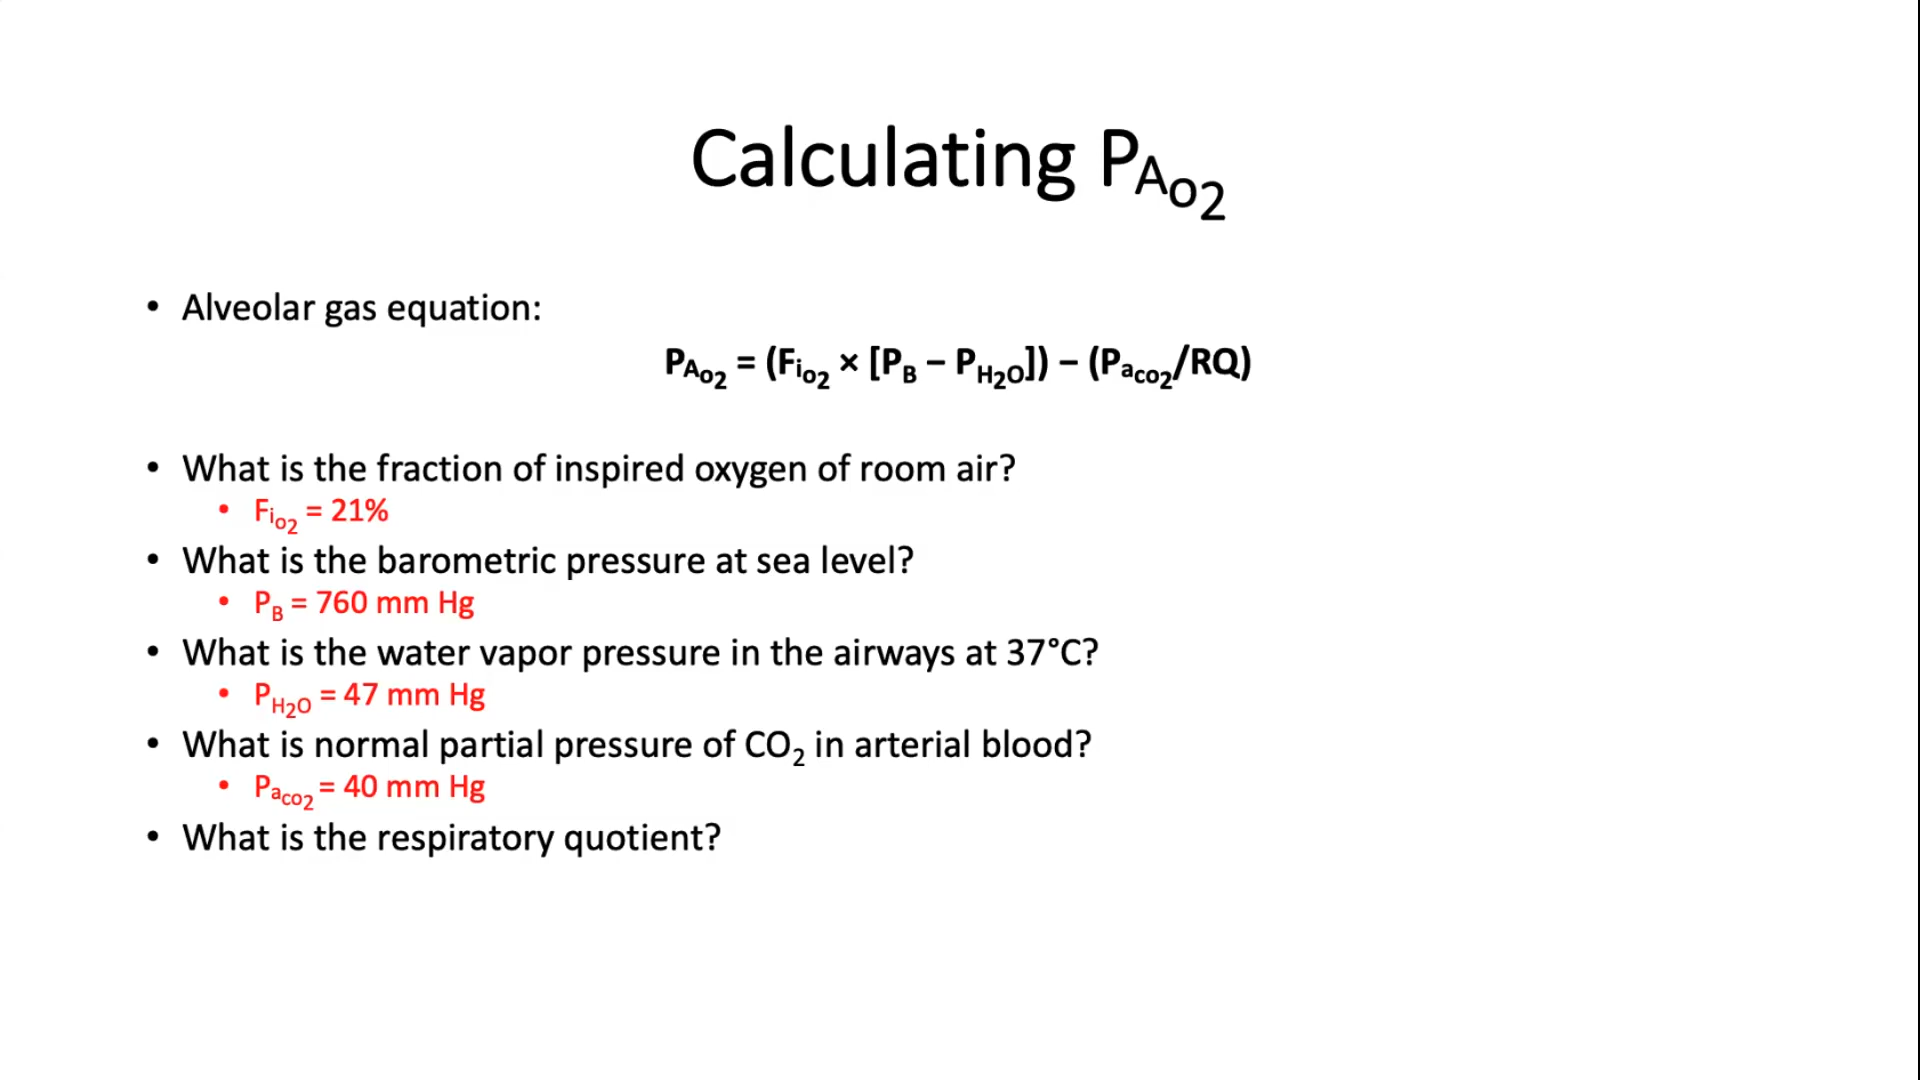 Calculating PAO2
• Alveolar gas equation:
PAO2 = (FiO2 × [PB – PH2O]) – (PaCO2/RQ)
• What is the fraction of inspired oxygen of room air?
• FiO2 = 21%
• What is the barometric pressure at sea level?
• PB = 760 mm Hg
• What is the water vapor pressure in the airways at 37°C?
• PH2O = 47 mm Hg
• What is normal partial pressure of CO2 in arterial blood?
• PaCO2 = 40 mm Hg
• What is the respiratory quotient?